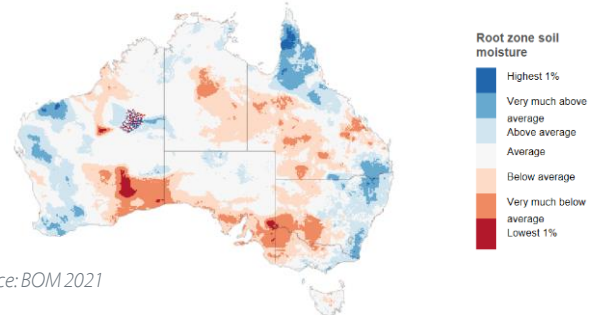 Root zone soil
moisture
Highest 1%
Very much above
average
Above average
Average
Below average
Very much below
average
Lowest 1%
ce: BOM 2021